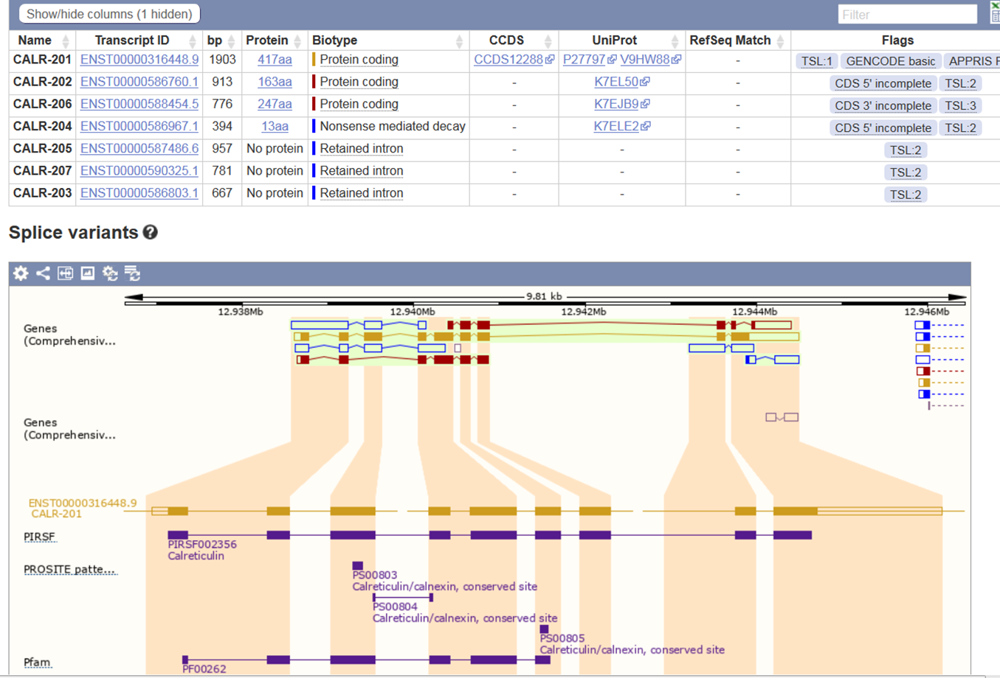 Show/hide columns (1 hidden) Filter
Name Transcript ID bp Protein Biotype CCDS UniProt RefSeq Match Flags
CALR-201 ENST00000316448.9 1903 417aa Protein coding CCDS12288 P27797 V9HW88 - TSL:1 GENCODE basic APPRIS
CALR-202 ENST00000586760.1 913 163aa Protein coding - K7EL50 - CDS 5' incomplete TSL:2
CALR-206 ENST00000588454.5 776 247aa Protein coding - K7EJB9 - CDS 3' incomplete TSL:3
CALR-204 ENST00000586967.1 394 13aa Nonsense mediated decay - K7ELE2 - CDS 5' incomplete TSL:2
CALR-205 ENST00000587486.6 957 No protein Retained intron - - - TSL:2
CALR-207 ENST00000590325.1 781 No protein Retained intron - - - TSL:2
CALR-203 ENST00000586803.1 667 No protein Retained intron - - - TSL:2
Splice variants ?
9.81 kb
12.938Mb 12.940Mb 12.942Mb 12.944Mb 12.946Mb
Genes
(Comprehensiv...
Genes
(Comprehensiv...
ENST00000316448.9
CALR-201
PIRSF
PIRSF002356
Calreticulin
PROSITE patte...
PS00803
Calreticulin/calnexin, conserved site
PS00804
Calreticulin/calnexin, conserved site
PS00805
Calreticulin/calnexin, conserved site
Pfam
PF00262